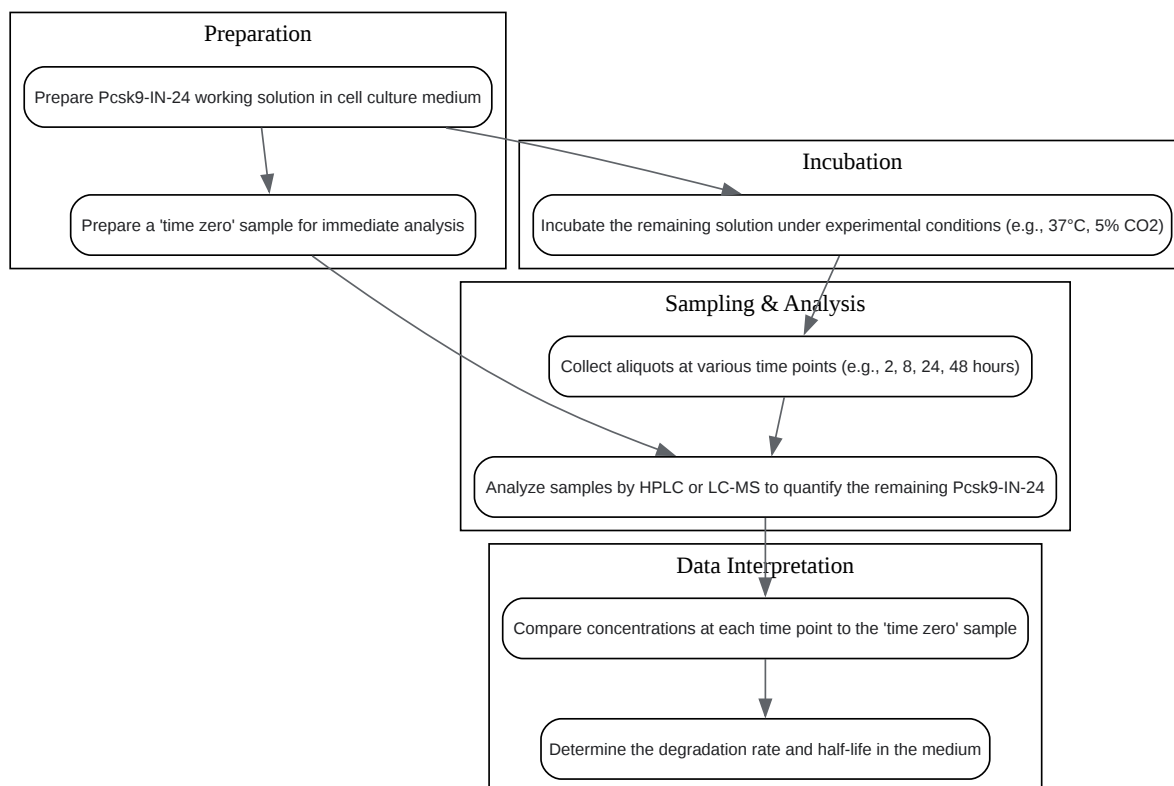 Preparation
Prepare Pcsk9-IN-24 working solution in cell culture medium
Prepare a 'time zero' sample for immediate analysis
Incubation
Incubate the remaining solution under experimental conditions (e.g., 37°C, 5% CO2)
Sampling & Analysis
Collect aliquots at various time points (e.g., 2, 8, 24, 48 hours)
Analyze samples by HPLC or LC-MS to quantify the remaining Pcsk9-IN-24
Data Interpretation
Compare concentrations at each time point to the 'time zero' sample
Determine the degradation rate and half-life in the medium